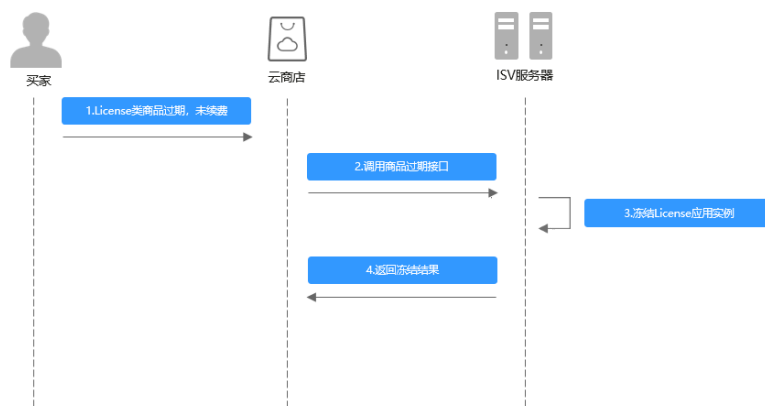 买家
云商店
ISV服务器
1.License类商品过期，未续费
2.调用商品过期接口
3.冻结License应用实例
4.返回冻结结果